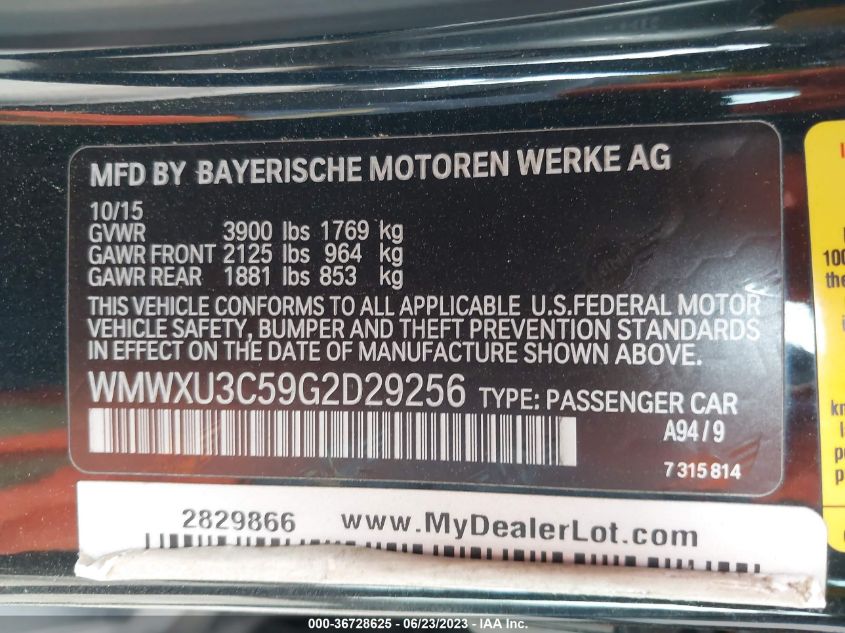 MFD BY BAYERISCHE MOTOREN WERKE AG
10/15
GVWR 3900 lbs 1769 kg
GAWR FRONT 2125 lbs 964 kg
GAWR REAR 1881 lbs 853 kg
THIS VEHICLE CONFORMS TO ALL APPLICABLE U.S.FEDERAL MOTOR
VEHICLE SAFETY, BUMPER AND THEFT PREVENTION STANDARDS
IN EFFECT ON THE DATE OF MANUFACTURE SHOWN ABOVE.
WMWXU3C59G2D29256 TYPE: PASSENGER CAR
A94/9
7 315 814
2829866 www.MyDealerLot.com
100
the
000-36728625 - 06/23/2023 - IAA Inc.